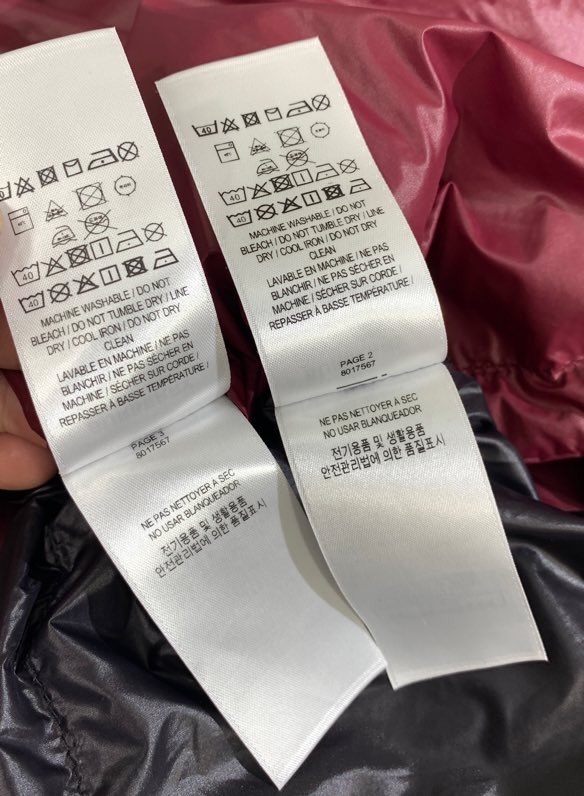 40
40
40
MACHINE WASHABLE / DO NOT
BLEACH / DO NOT TUMBLE DRY / LINE
DRY / COOL IRON / DO NOT DRY
CLEAN
LAVABLE EN MACHINE / NE PAS
BLANCHIR / NE PAS SÉCHER EN
MACHINE / SÉCHER SUR CORDE /
REPASSER À BASSE TEMPÉRATURE /
8017567
NE PAS NETTOYER À SEC
NO USAR BLANQUEADOR
전기용품 및 생활용품
안전관리법에 의한 품질표시
40
40
40
MACHINE WASHABLE / DO NOT
BLEACH / DO NOT TUMBLE DRY / LINE
DRY / COOL IRON / DO NOT DRY
CLEAN
LAVABLE EN MACHINE / NE PAS
BLANCHIR / NE PAS SÉCHER EN
MACHINE / SÉCHER SUR CORDE /
REPASSER À BASSE TEMPÉRATURE /
PAGE 2
8017567
NE PAS NETTOYER À SEC
NO USAR BLANQUEADOR
전기용품 및 생활용품
안전관리법에 의한 품질표시